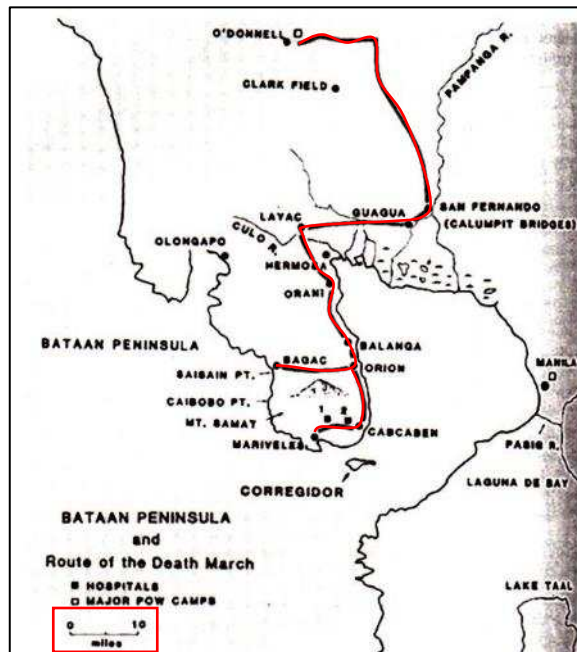 O'DONNELL
CLARK FIELD
PAMPANGA R.
SAN FERNANDO
(CALUMPIT BRIDGES)
GUAGUA
LAYAC
CULO R.
OLONGAPO
HERMOSA
ORANI
BALANGA
BATAAN PENINSULA
ORION
BAGAC
MANILA
SAISAIN PT.
CAIBOBO PT.
1 2
MT. SAMAT
CABCABEN
MARIVELES
PASIG R.
LAGUNA DE BAY
CORREGIDOR
BATAAN PENINSULA
and
Route of the Death March
HOSPITALS
MAJOR POW CAMPS
LAKE TAAL
0 10
miles